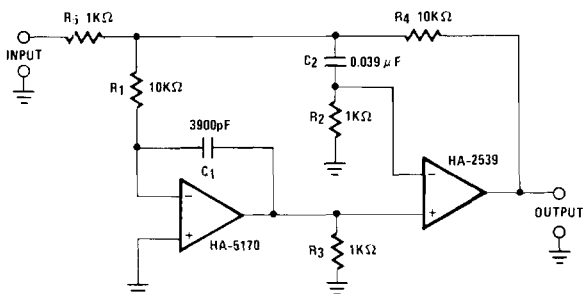 R5 1KΩ
R4 10KΩ
INPUT
C2 0.039 μF
R1 10KΩ
R2 1KΩ
3900pF
C1
HA-2539
HA-5170
R3 1KΩ
OUTPUT